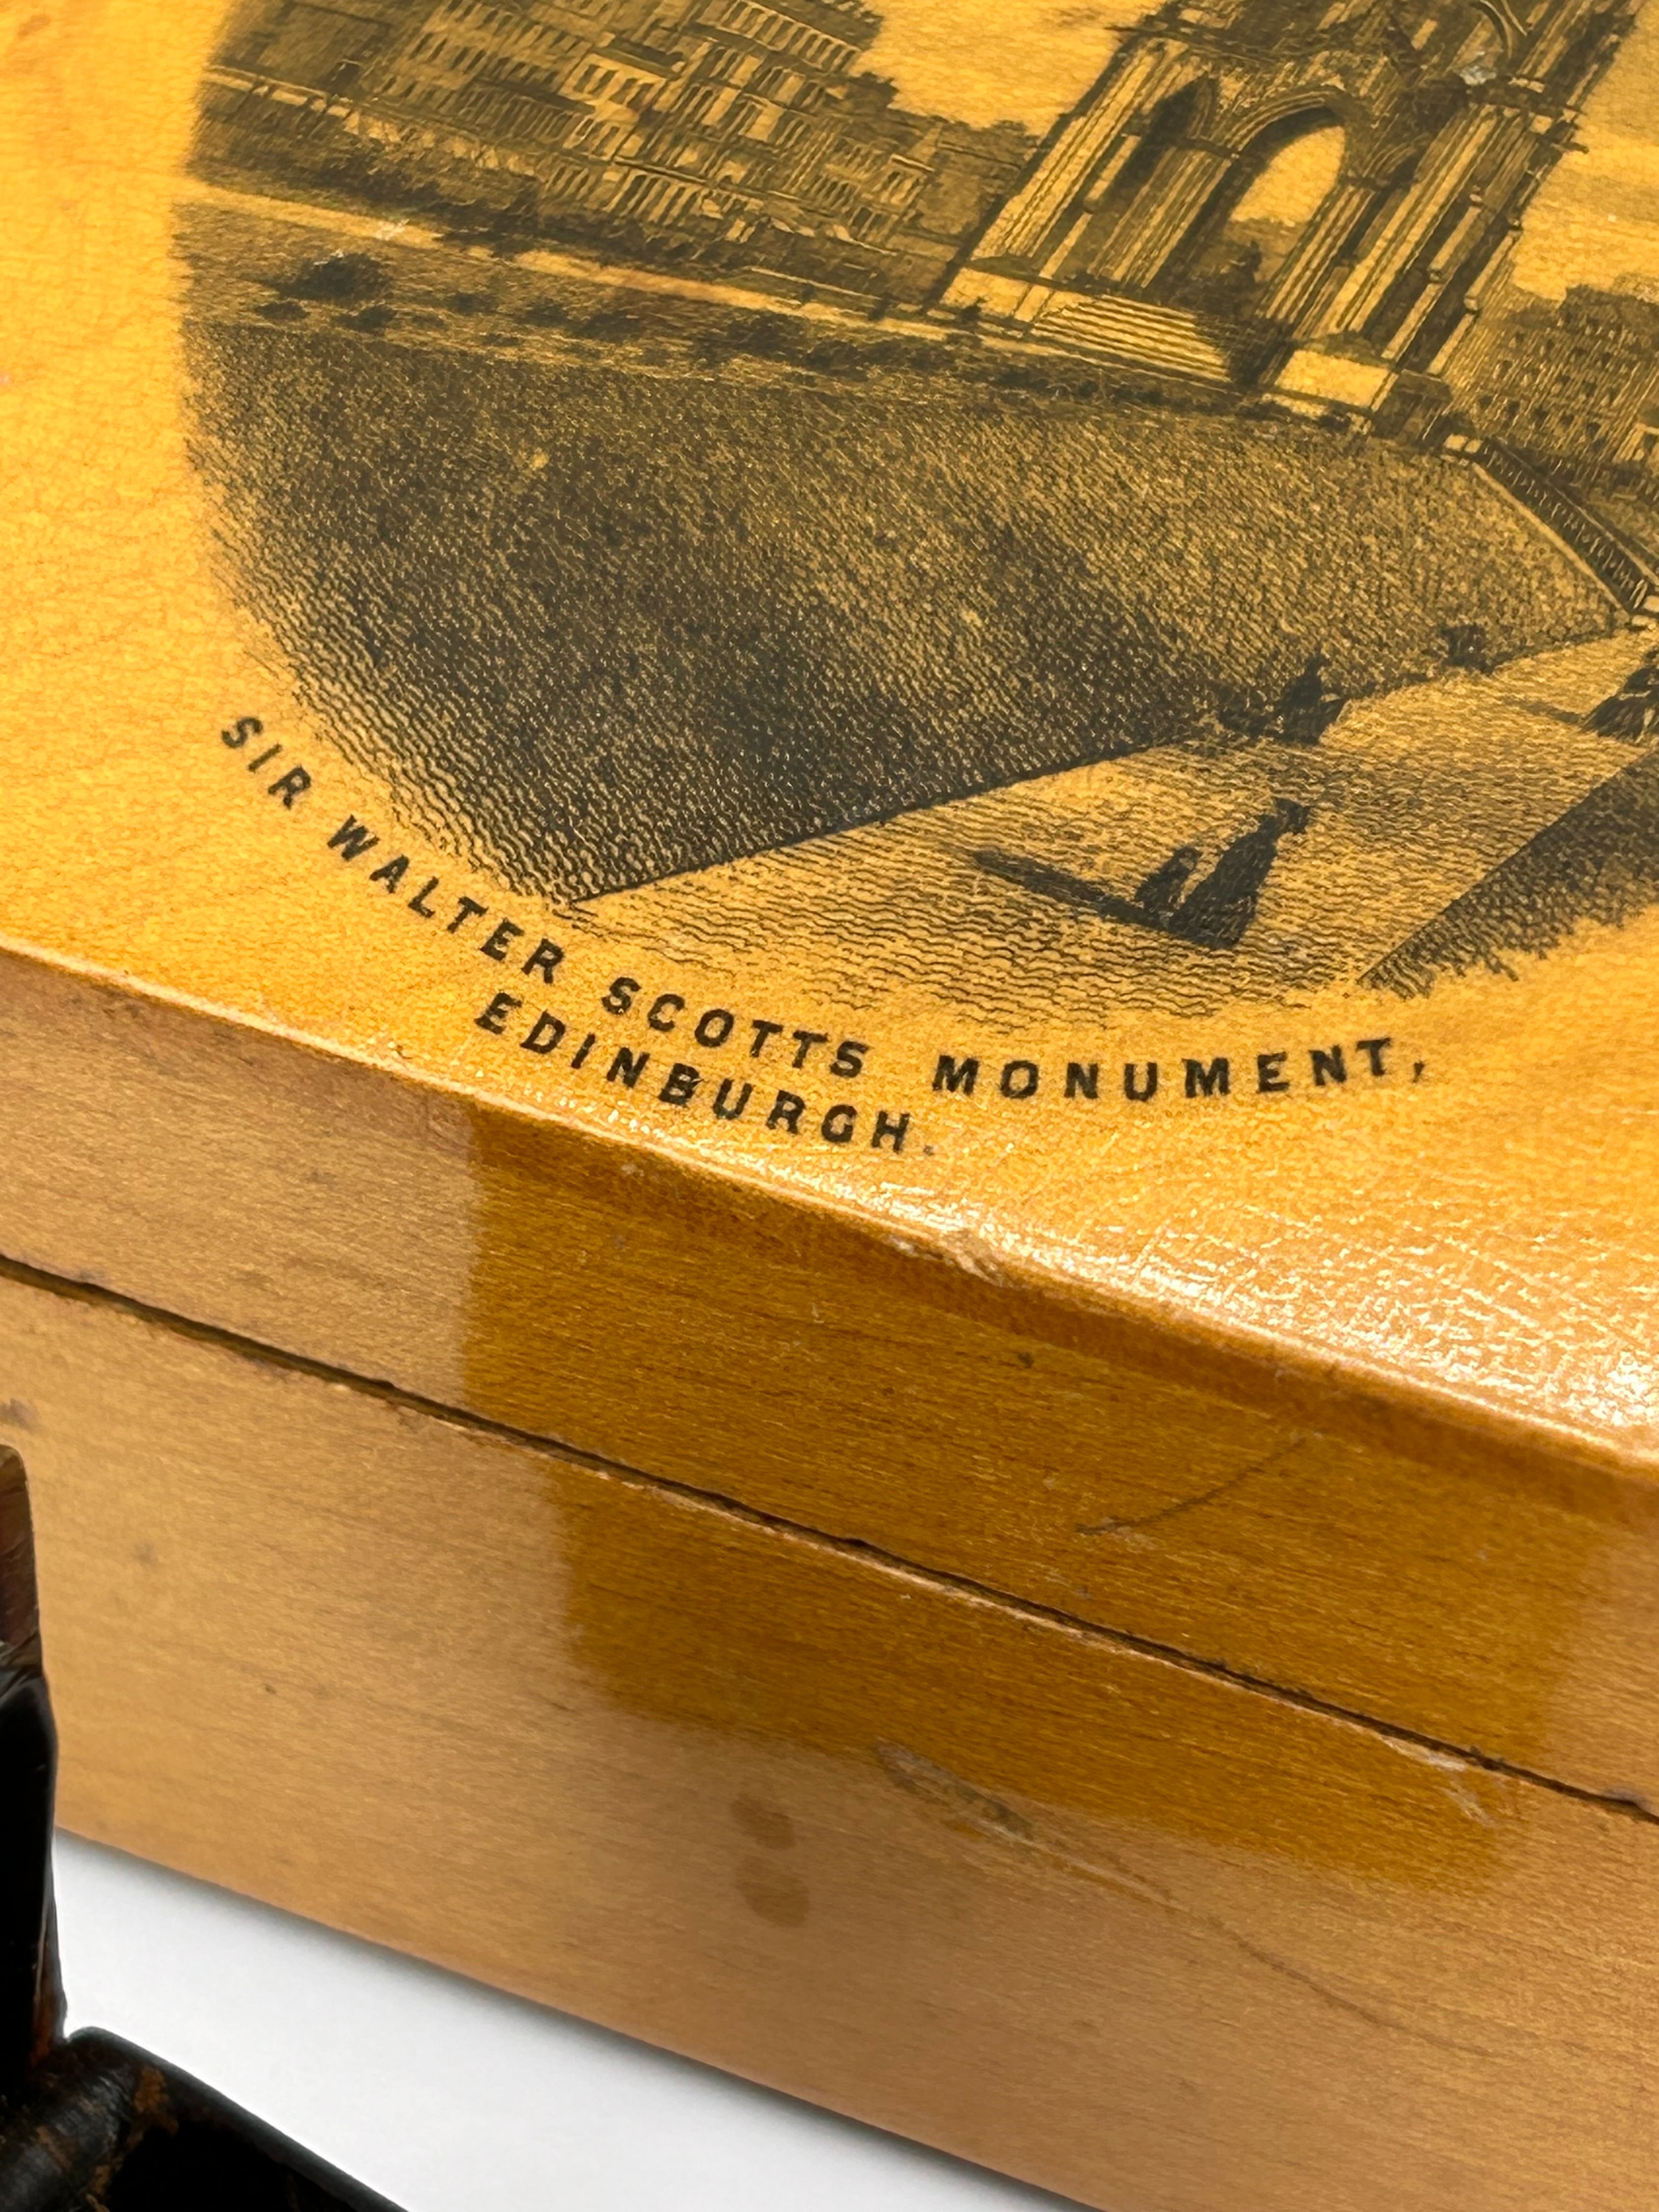 SIR WALTER SCOTTS MONUMENT,
EDINBURGH.